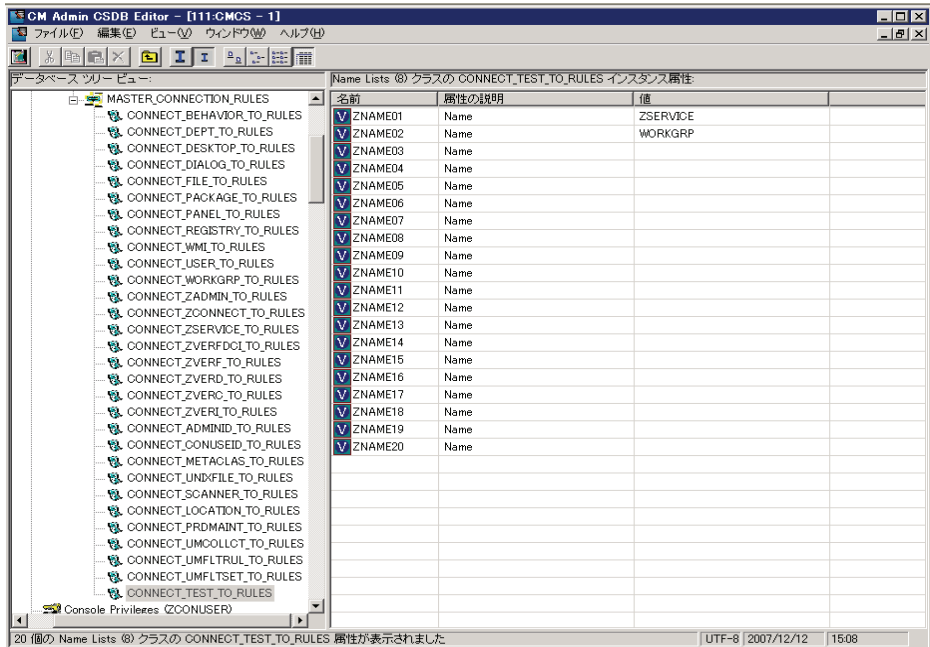 CM Admin CSDB Editor - [111:CMCS - 1]
ファイル(F) 編集(E) ビュー(V) ウィンドウ(W) ヘルプ(H)
データベース ツリー ビュー:
MASTER_CONNECTION_RULES
CONNECT_BEHAVIOR_TO_RULES
CONNECT_DEPT_TO_RULES
CONNECT_DESKTOP_TO_RULES
CONNECT_DIALOG_TO_RULES
CONNECT_FILE_TO_RULES
CONNECT_PACKAGE_TO_RULES
CONNECT_PANEL_TO_RULES
CONNECT_REGISTRY_TO_RULES
CONNECT_WMI_TO_RULES
CONNECT_USER_TO_RULES
CONNECT_WORKGRP_TO_RULES
CONNECT_ZADMIN_TO_RULES
CONNECT_ZCONNECT_TO_RULES
CONNECT_ZSERVICE_TO_RULES
CONNECT_ZVERFDCI_TO_RULES
CONNECT_ZVERF_TO_RULES
CONNECT_ZVERD_TO_RULES
CONNECT_ZVERC_TO_RULES
CONNECT_ZVERI_TO_RULES
CONNECT_ADMINID_TO_RULES
CONNECT_CONUSEID_TO_RULES
CONNECT_METACLAS_TO_RULES
CONNECT_UNIXFILE_TO_RULES
CONNECT_SCANNER_TO_RULES
CONNECT_LOCATION_TO_RULES
CONNECT_PRDMAINT_TO_RULES
CONNECT_UMCOLLCT_TO_RULES
CONNECT_UMFLTRUL_TO_RULES
CONNECT_UMFLTSET_TO_RULES
CONNECT_TEST_TO_RULES
Console Privileges (ZCONUSER)
Name Lists (8) クラスの CONNECT_TEST_TO_RULES インスタンス属性:
名前 属性の説明 値
ZNAME01 Name ZSERVICE
ZNAME02 Name WORKGRP
ZNAME03 Name
ZNAME04 Name
ZNAME05 Name
ZNAME06 Name
ZNAME07 Name
ZNAME08 Name
ZNAME09 Name
ZNAME10 Name
ZNAME11 Name
ZNAME12 Name
ZNAME13 Name
ZNAME14 Name
ZNAME15 Name
ZNAME16 Name
ZNAME17 Name
ZNAME18 Name
ZNAME19 Name
ZNAME20 Name
20 個の Name Lists (8) クラスの CONNECT_TEST_TO_RULES 属性が表示されました UTF-8 2007/12/12 15:08